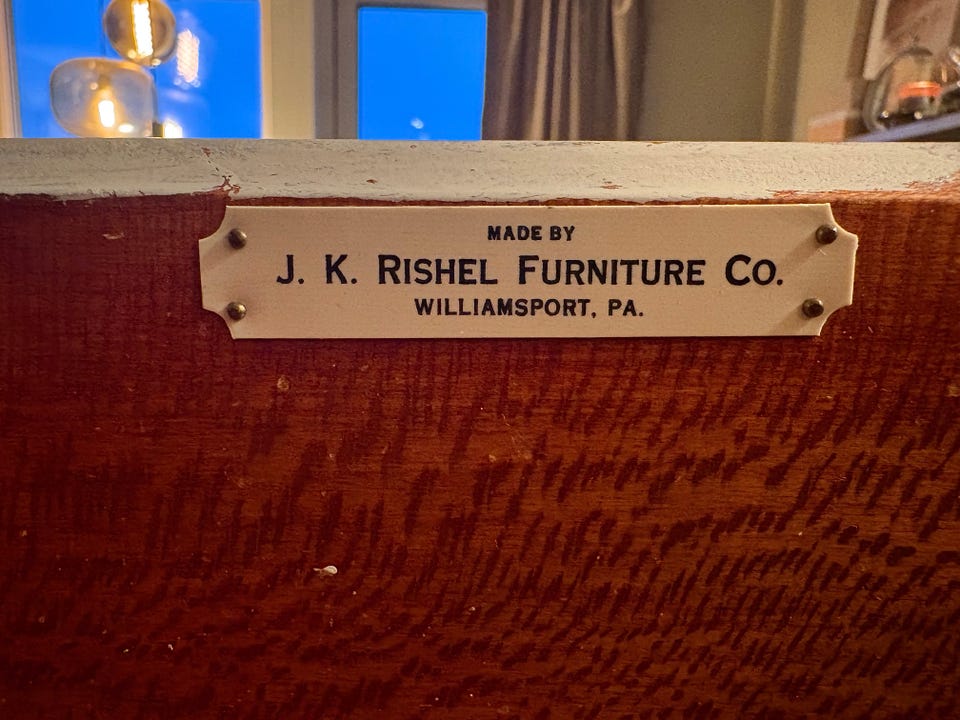 MADE BY
J. K. RISHEL FURNITURE CO.
WILLIAMSPORT, PA.